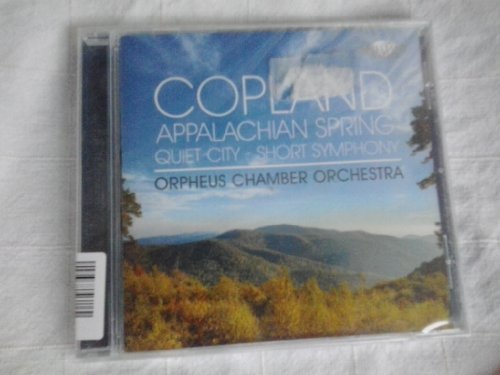 COPLAND
APPALACHIAN SPRING
QUIET CITY - SHORT SYMPHONY
ORPHEUS CHAMBER ORCHESTRA